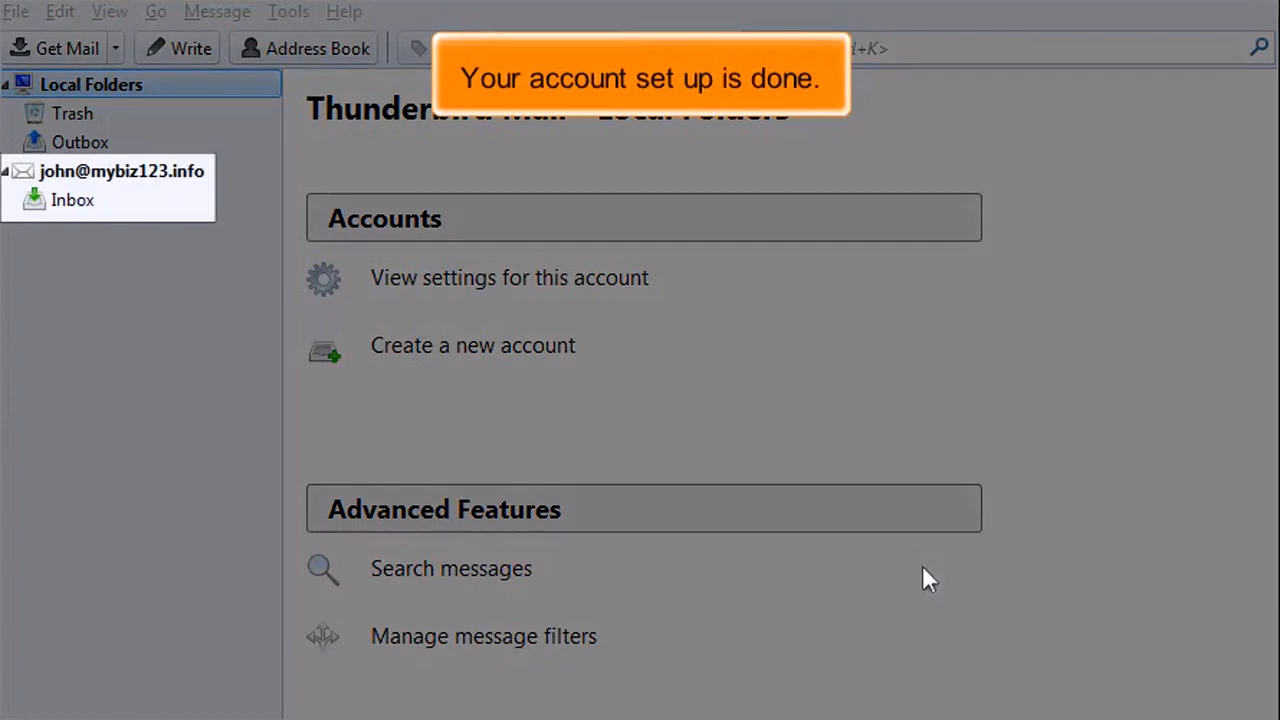 File Edit View Go Message Tools Help
Get Mail Write Address Book
Your account set up is done.
Local Folders
Trash
Outbox
john@mybiz123.info
Inbox
Accounts
View settings for this account
Create a new account
Advanced Features
Search messages
Manage message filters